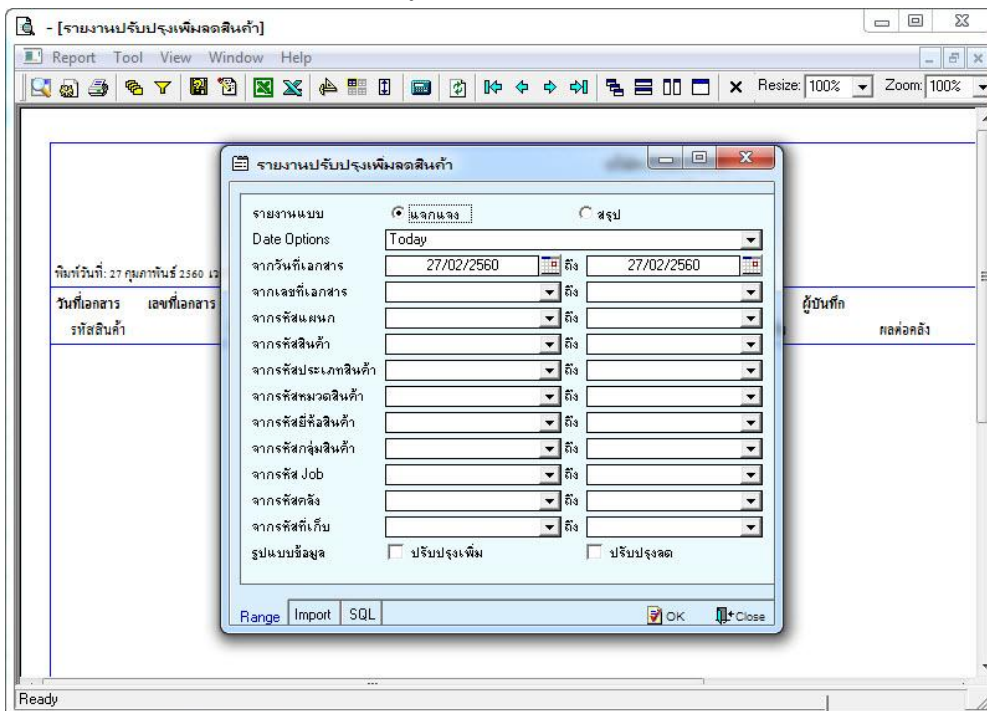 - [รายงานปรับปรุงเพิ่มลดสินค้า]
Report Tool View Window Help
Resize: 100% Zoom: 100%
รายงานปรับปรุงเพิ่มลดสินค้า
รายงานแบบ แจกแจง สรุป
Date Options Today
จากวันที่เอกสาร 27/02/2560 ถึง 27/02/2560
จากเลขที่เอกสาร ถึง
จากรหัสแผนก ถึง
จากรหัสสินค้า ถึง
จากรหัสประเภทสินค้า ถึง
จากรหัสหมวดสินค้า ถึง
จากรหัสยี่ห้อสินค้า ถึง
จากรหัสกลุ่มสินค้า ถึง
จากรหัส Job ถึง
จากรหัสคลัง ถึง
จากรหัสที่เก็บ ถึง
รูปแบบข้อมูล ปรับปรุงเพิ่ม ปรับปรุงลด
Range Import SQL OK Close
พิมพ์วันที่: 27 กุมภาพันธ์ 2560
วันที่เอกสาร เลขที่เอกสาร ผู้บันทึก
รหัสสินค้า ผลต่อคลัง
Ready